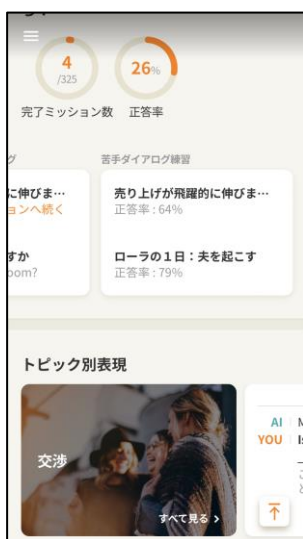 4
/325
26%
完了ミッション数
正答率
グ
苦手ダイアログ練習
に伸びま…
ョンへ続く
売り上げが飛躍的に伸びま…
正答率 : 64%
すか
oom?
ローラの1日：夫を起こす
正答率 : 79%
トピック別表現
交渉
すべて見る ›
AI
YOU